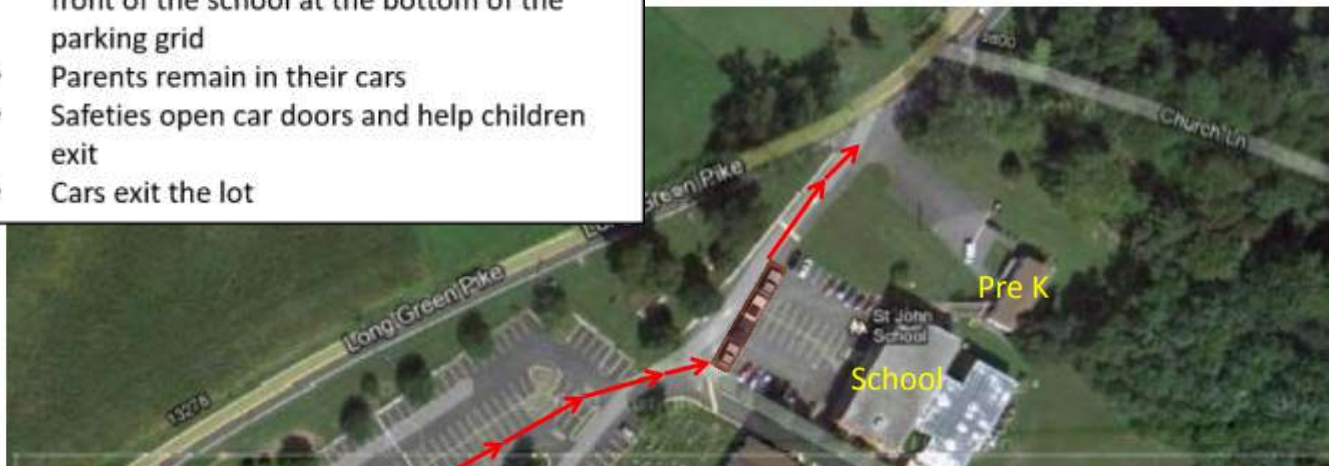 front of the school at the bottom of the
parking grid
Parents remain in their cars
Safeties open car doors and help children
exit
Cars exit the lot
Church Ln
Green Pike
Long Green Pike
Pre K
St John
School
School
13278